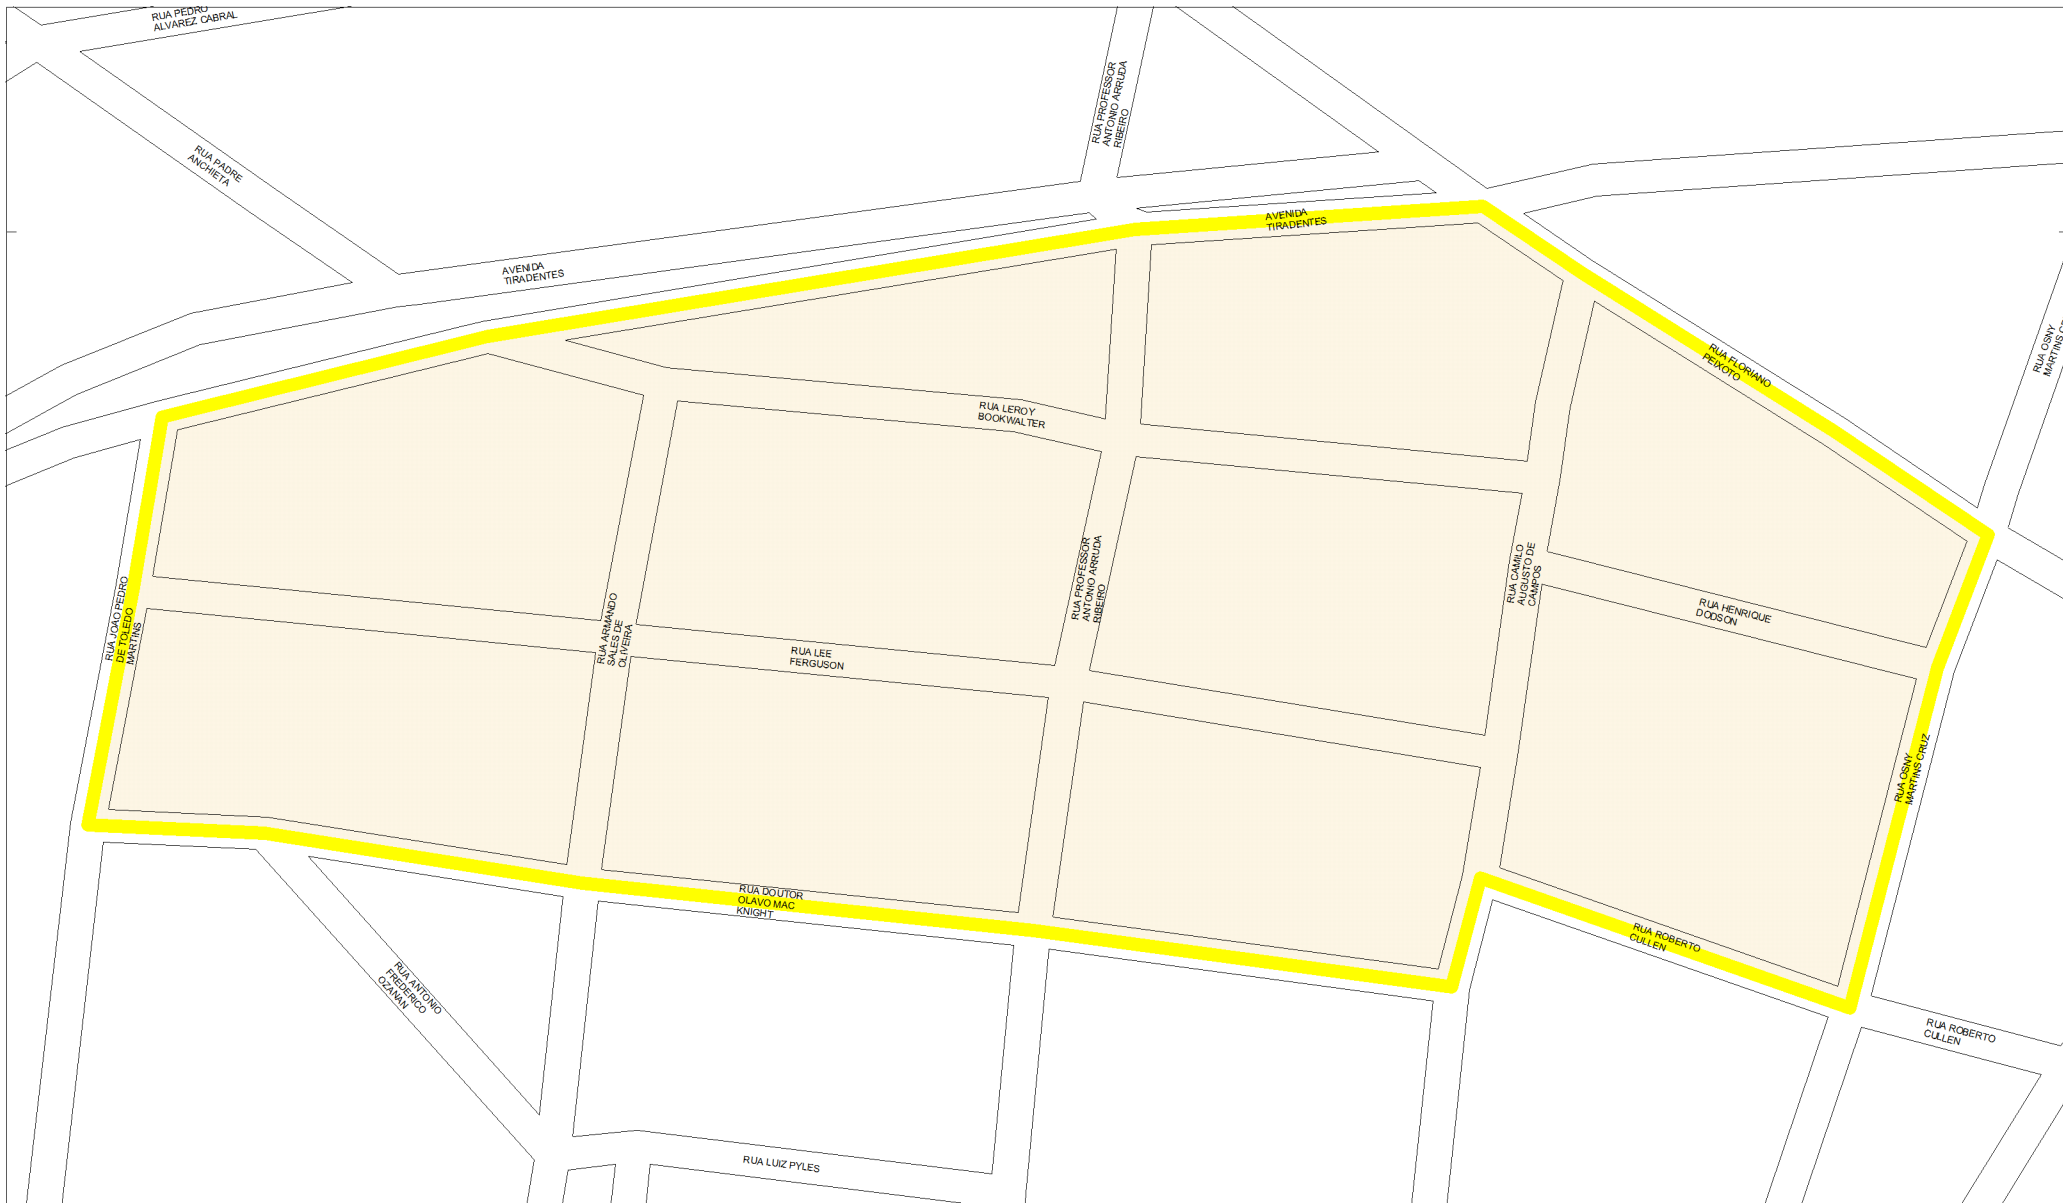 RUA PEDRO
ALVAREZ CABRAL
RUA PROFESSOR
ANTONIO ARRUDA
RIBEIRO
RUA PADRE
ANCHIETA
AVENIDA
TIRADENTES
AVENIDA
TIRADENTES
RUA FLORIANO
PEIXOTO
RUA OSNY
MARTINS
RUA LEROY
BOOKWALTER
RUA JOAO PEDRO
DE TOLEDO
MARTINS
RUA ARMANDO
SALES DE
OLIVEIRA
RUA LEE
FERGUSON
RUA PROFESSOR
ANTONIO ARRUDA
RIBEIRO
RUA CAMILO
AUGUSTO DE
CAMPOS
RUA HENRIQUE
DODSON
RUA OSNY
MARTINS CRUZ
RUA DOUTOR
OLAVO MAC
KNIGHT
RUA ROBERTO
CULLEN
RUA ANTONIO
FREDERICO
OZANAN
RUA ROBERTO
CULLEN
RUA LUIZ PYLES